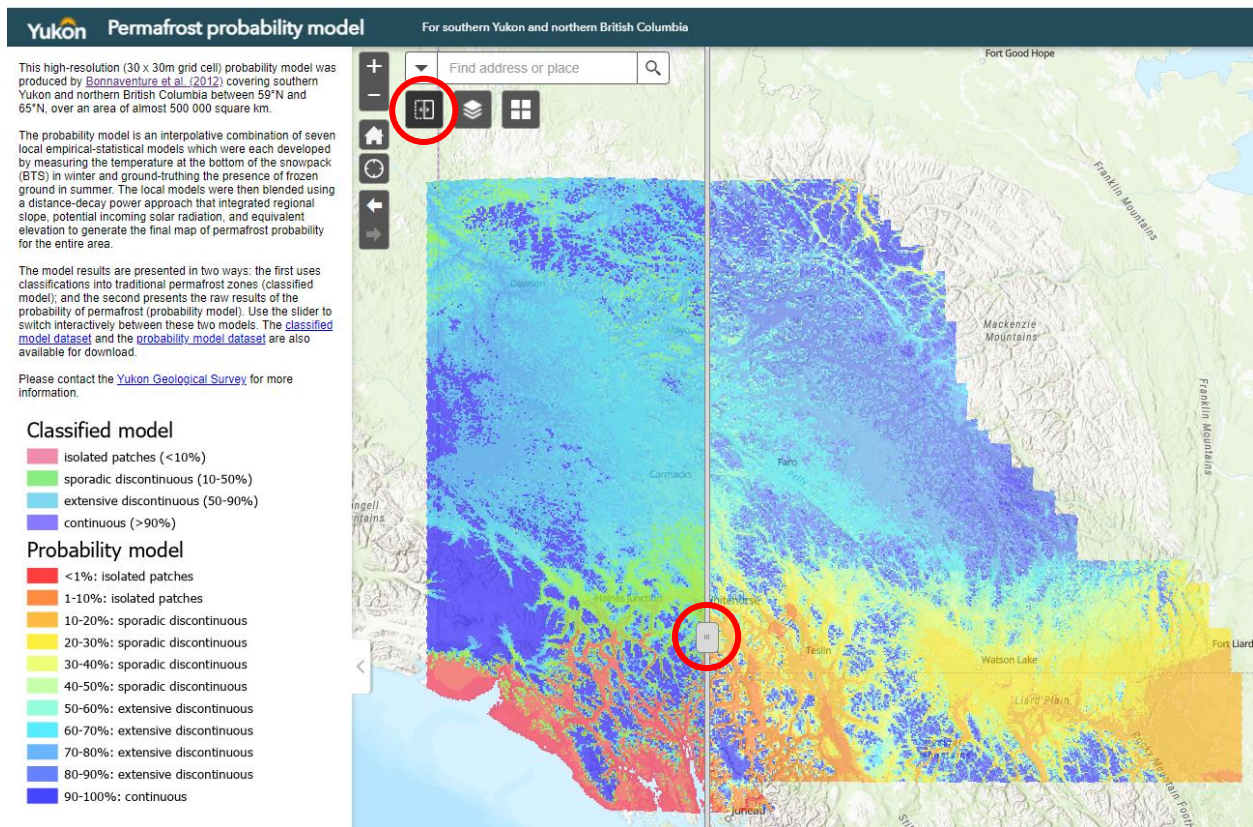 Yukon
Permafrost probability model
For southern Yukon and northern British Columbia
This high-resolution (30 x 30m grid cell) probability model was
produced by Bonnaventure et al. (2012) covering southern
Yukon and northern British Columbia between 59°N and
65°N, over an area of almost 500 000 square km.
The probability model is an interpolative combination of seven
local empirical-statistical models which were each developed
by measuring the temperature at the bottom of the snowpack
(BTS) in winter and ground-truthing the presence of frozen
ground in summer. The local models were then blended using
a distance-decay power approach that integrated regional
slope, potential incoming solar radiation, and equivalent
elevation to generate the final map of permafrost probability
for the entire area.
The model results are presented in two ways: the first uses
classifications into traditional permafrost zones (classified
model); and the second presents the raw results of the
probability of permafrost (probability model). Use the slider to
switch interactively between these two models. The classified
model dataset and the probability model dataset are also
available for download.
Please contact the Yukon Geological Survey for more
information.
Classified model
isolated patches (<10%)
sporadic discontinuous (10-50%)
extensive discontinuous (50-90%)
continuous (>90%)
Probability model
<1%: isolated patches
1-10%: isolated patches
10-20%: sporadic discontinuous
20-30%: sporadic discontinuous
30-40%: sporadic discontinuous
40-50%: sporadic discontinuous
50-60%: extensive discontinuous
60-70%: extensive discontinuous
70-80%: extensive discontinuous
80-90%: extensive discontinuous
90-100%: continuous
Find address or place
Fort Good Hope
Franklin Mountains
Dawson
Mayo
Mackenzie
Mountains
Franklin Mountains
Carmacks
Faro
Pelly
Haines Junction
Teslin
Watson Lake
Fort Liard
Liard Plain
Juneau